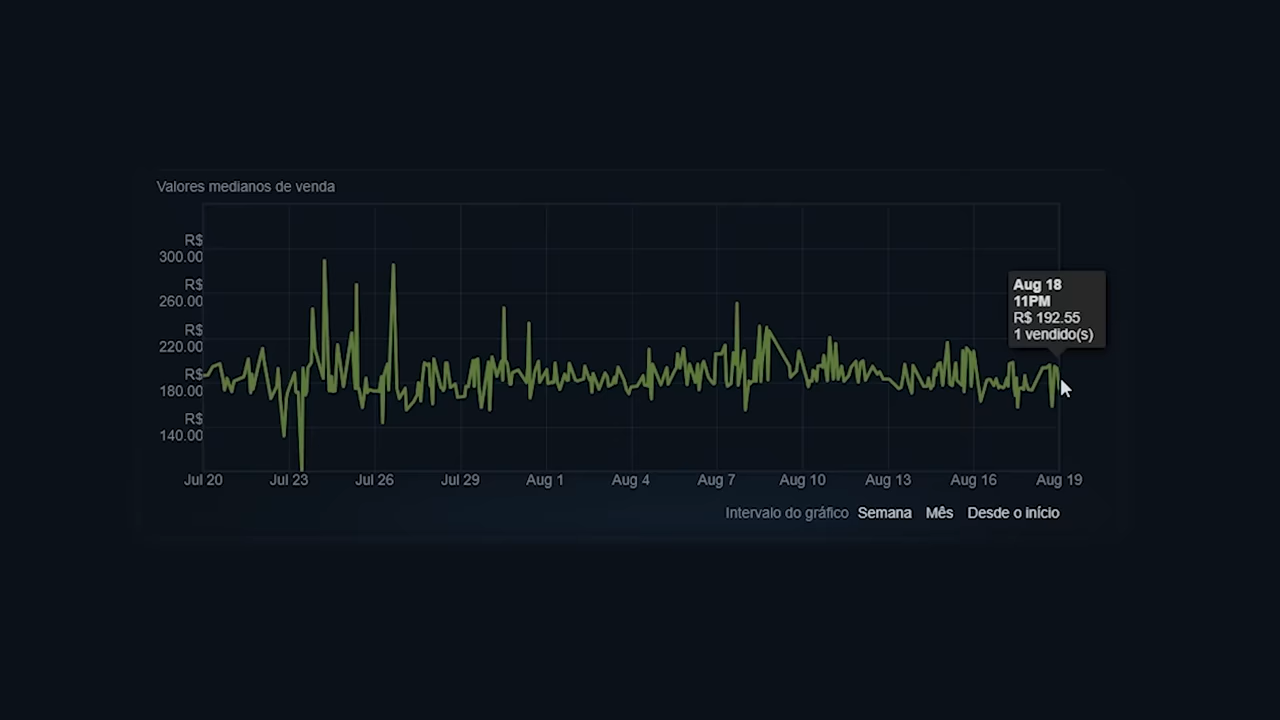 Valores medianos de venda
R$
300.00
R$
260.00
R$
220.00
R$
180.00
R$
140.00
Aug 18
11PM
R$ 192.55
1 vendido(s)
Jul 20 Jul 23 Jul 26 Jul 29 Aug 1 Aug 4 Aug 7 Aug 10 Aug 13 Aug 16 Aug 19
Intervalo do gráfico Semana Mês Desde o início